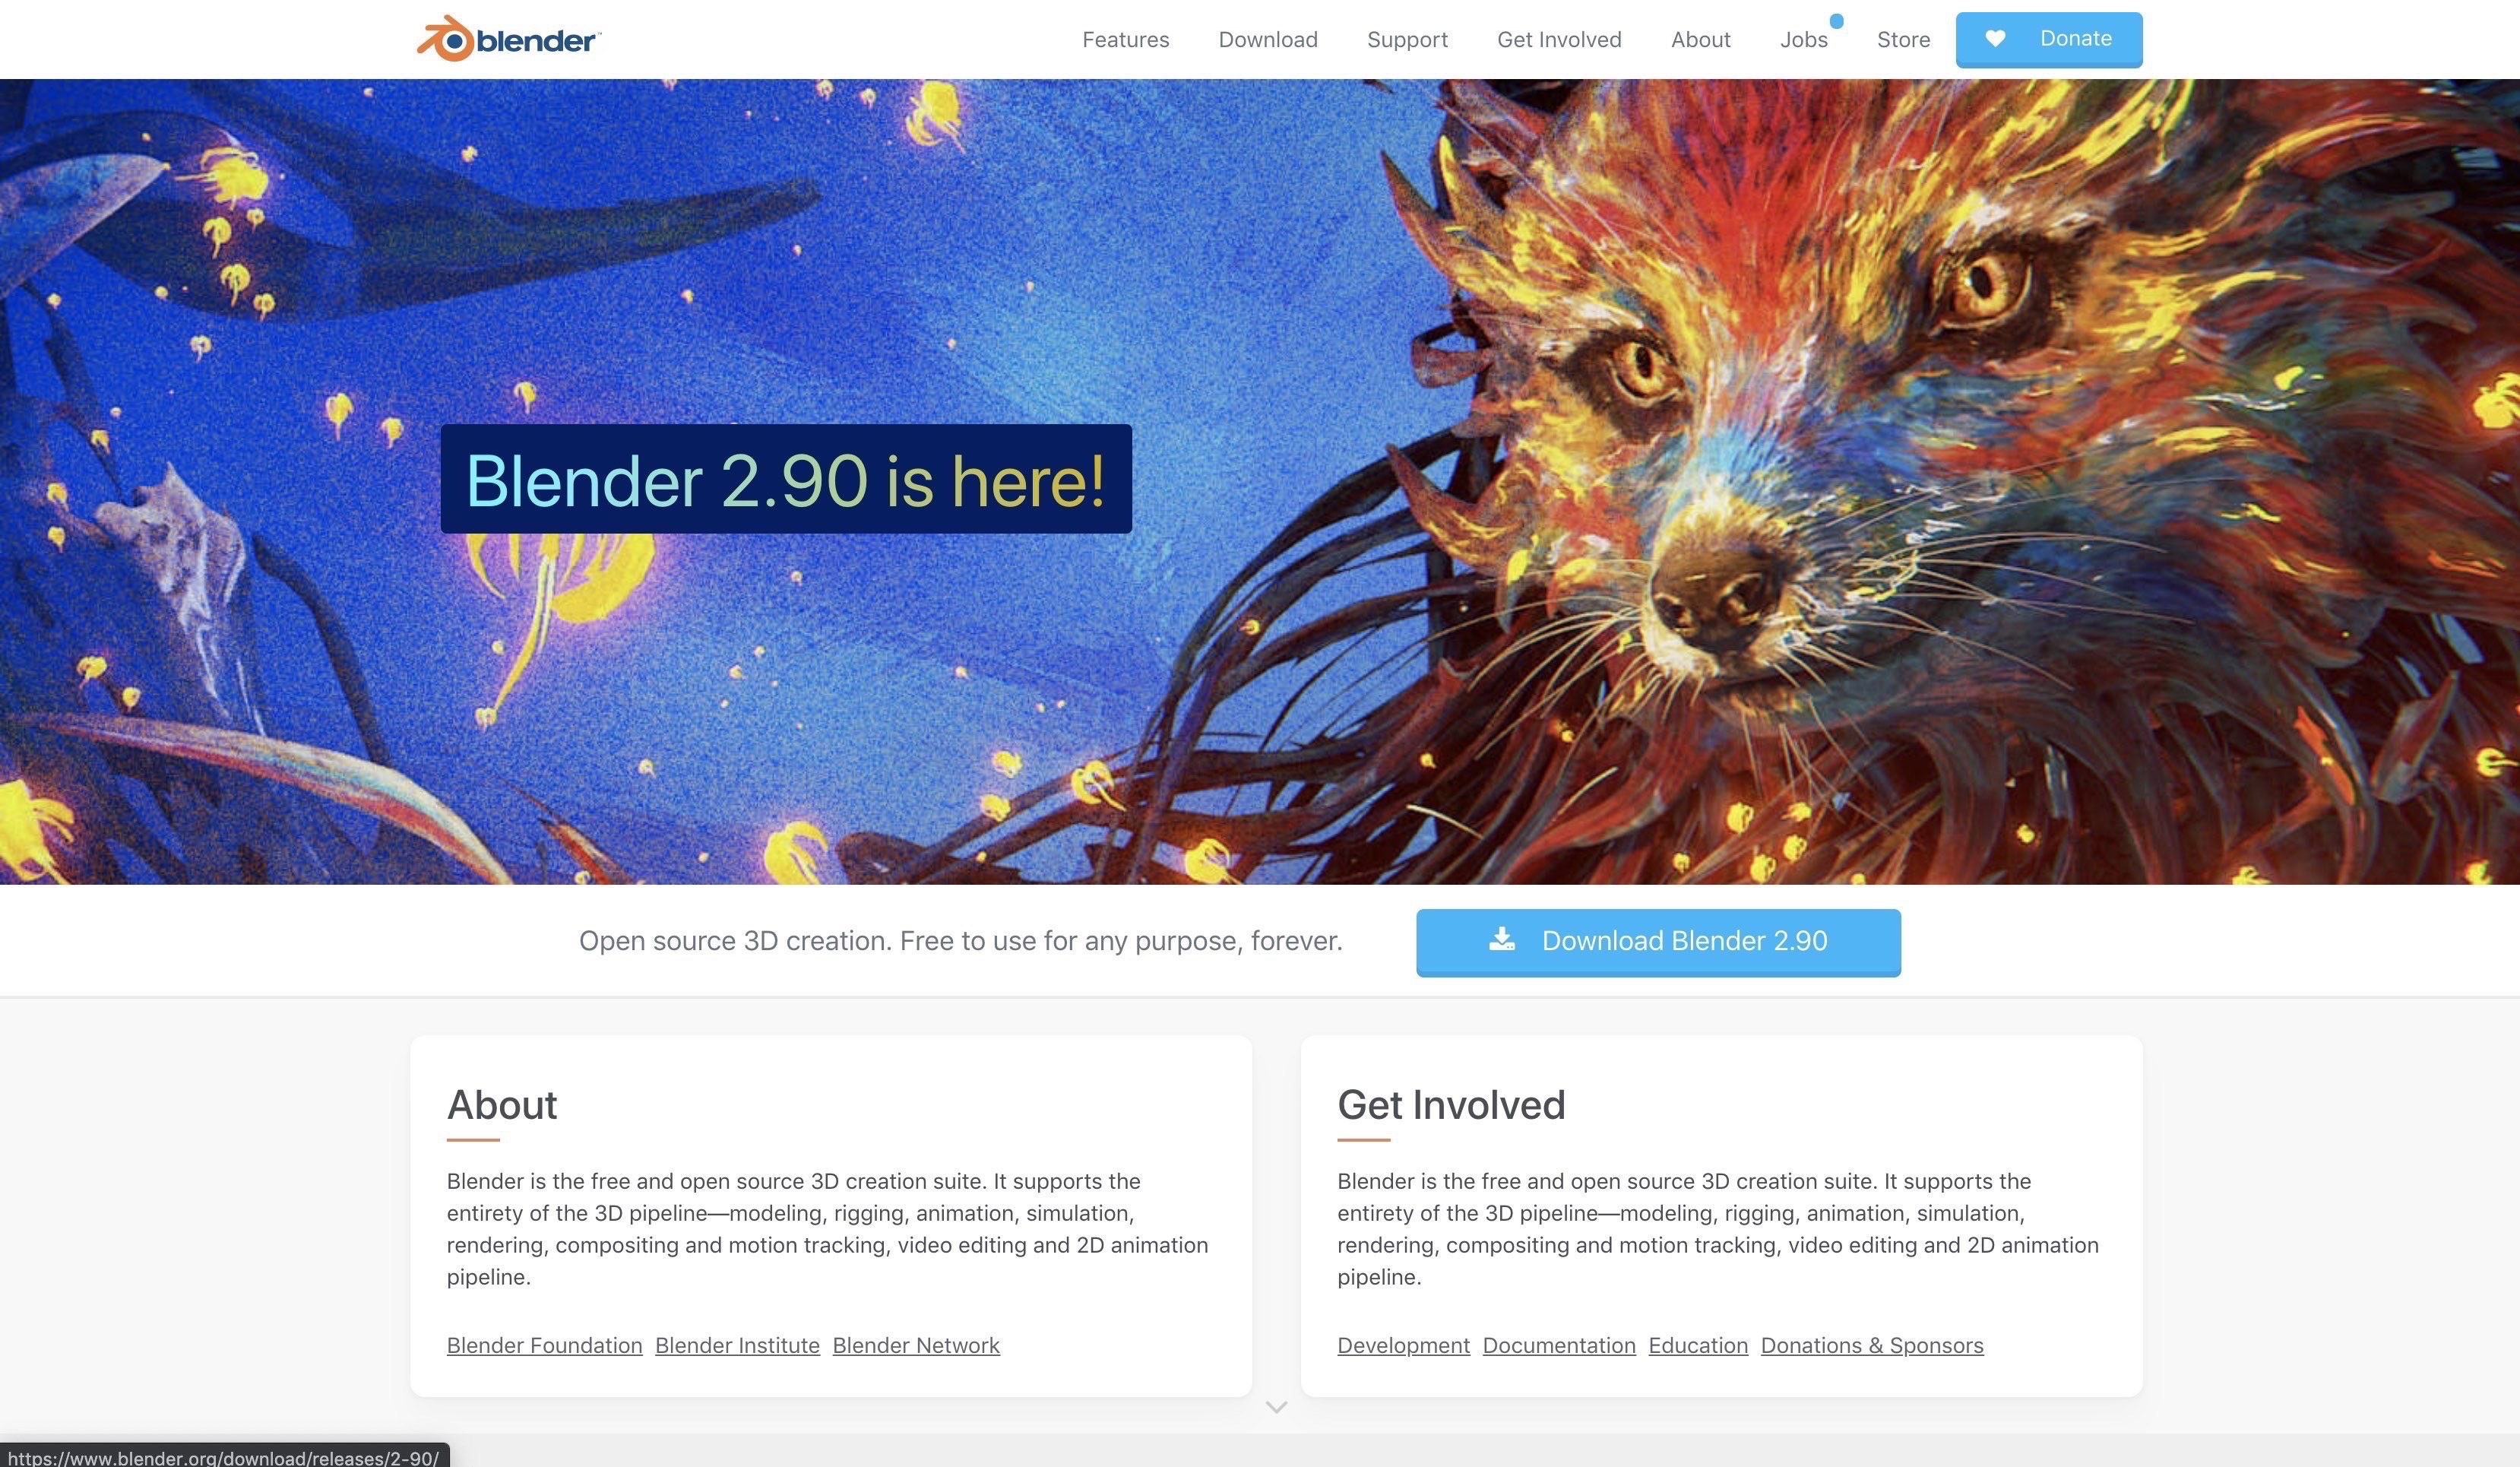 blender™
Features Download Support Get Involved About Jobs Store Donate
Blender 2.90 is here!
Open source 3D creation. Free to use for any purpose, forever.
Download Blender 2.90
About
Blender is the free and open source 3D creation suite. It supports the
entirety of the 3D pipeline—modeling, rigging, animation, simulation,
rendering, compositing and motion tracking, video editing and 2D animation
pipeline.
Blender Foundation Blender Institute Blender Network
Get Involved
Blender is the free and open source 3D creation suite. It supports the
entirety of the 3D pipeline—modeling, rigging, animation, simulation,
rendering, compositing and motion tracking, video editing and 2D animation
pipeline.
Development Documentation Education Donations & Sponsors
https://www.blender.org/download/releases/2-90/